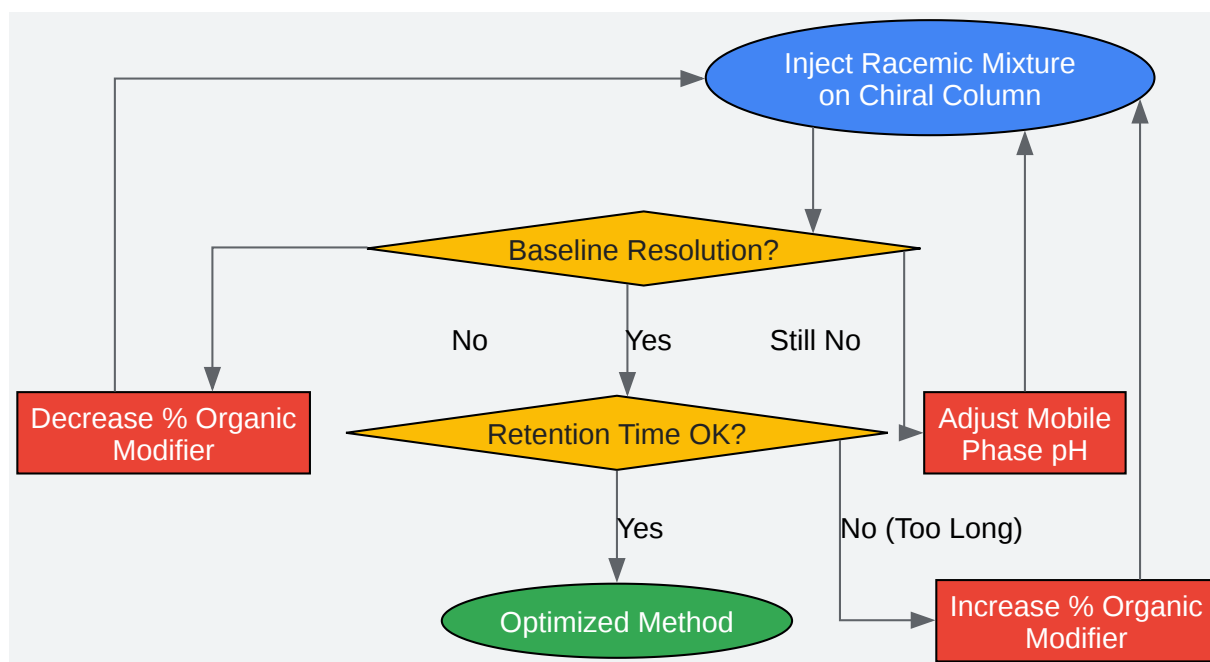 Inject Racemic Mixture
on Chiral Column
Baseline Resolution?
No
Yes
Still No
Decrease % Organic
Modifier
Retention Time OK?
Adjust Mobile
Phase pH
Yes
No (Too Long)
Optimized Method
Increase % Organic
Modifier